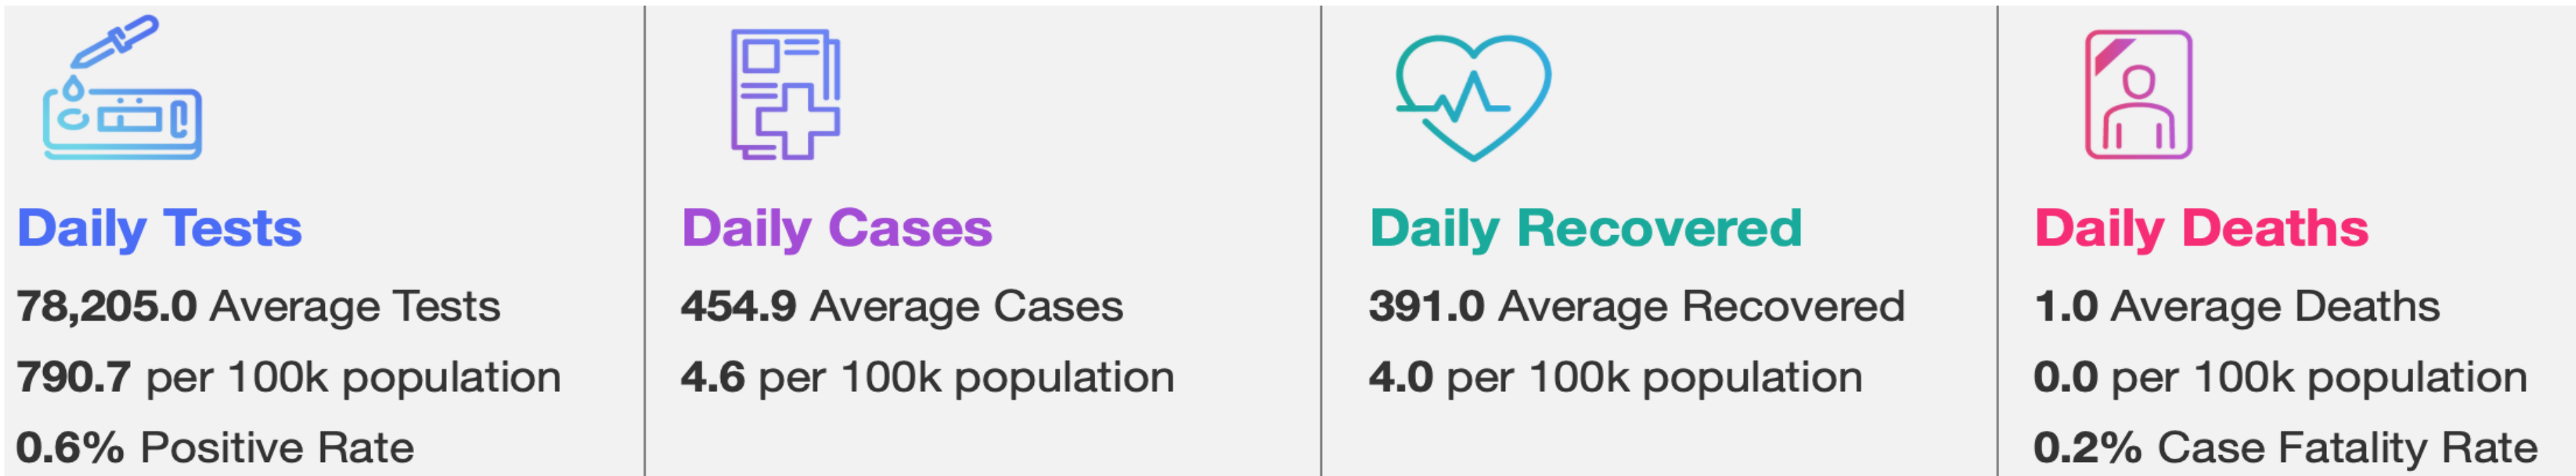 Daily Tests
78,205.0 Average Tests
790.7 per 100k population
0.6% Positive Rate
Daily Cases
454.9 Average Cases
4.6 per 100k population
Daily Recovered
391.0 Average Recovered
4.0 per 100k population
Daily Deaths
1.0 Average Deaths
0.0 per 100k population
0.2% Case Fatality Rate